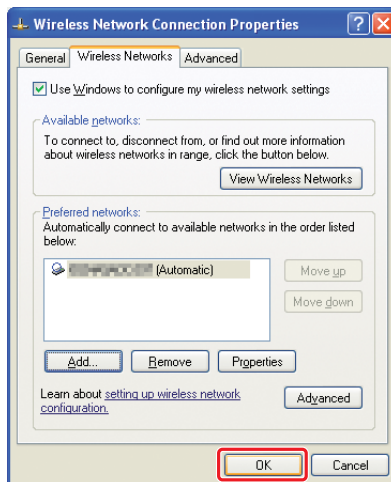 Wireless Network Connection Properties
General Wireless Networks Advanced
Use Windows to configure my wireless network settings
Available networks:
To connect to, disconnect from, or find out more information
about wireless networks in range, click the button below.
View Wireless Networks
Preferred networks:
Automatically connect to available networks in the order listed
below:
(Automatic)
Move up
Move down
Add... Remove Properties
Learn about setting up wireless network
configuration.
Advanced
OK Cancel